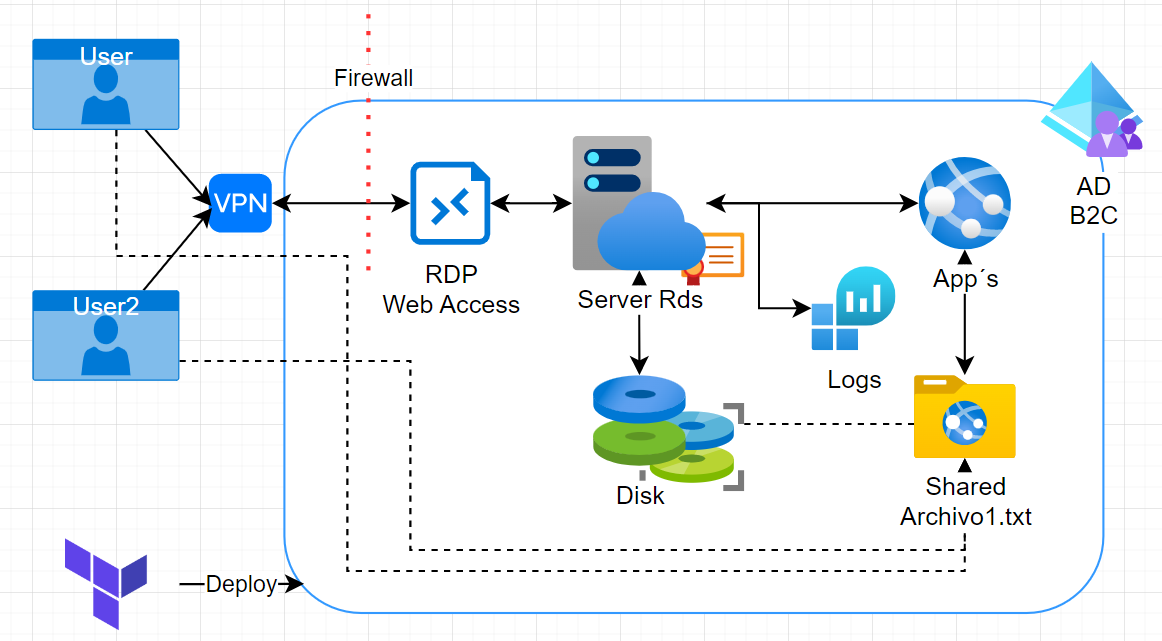 User
Firewall
AD
B2C
VPN
RDP
Web Access
Server Rds
App´s
User2
Logs
Disk
Shared
Archivo1.txt
Deploy